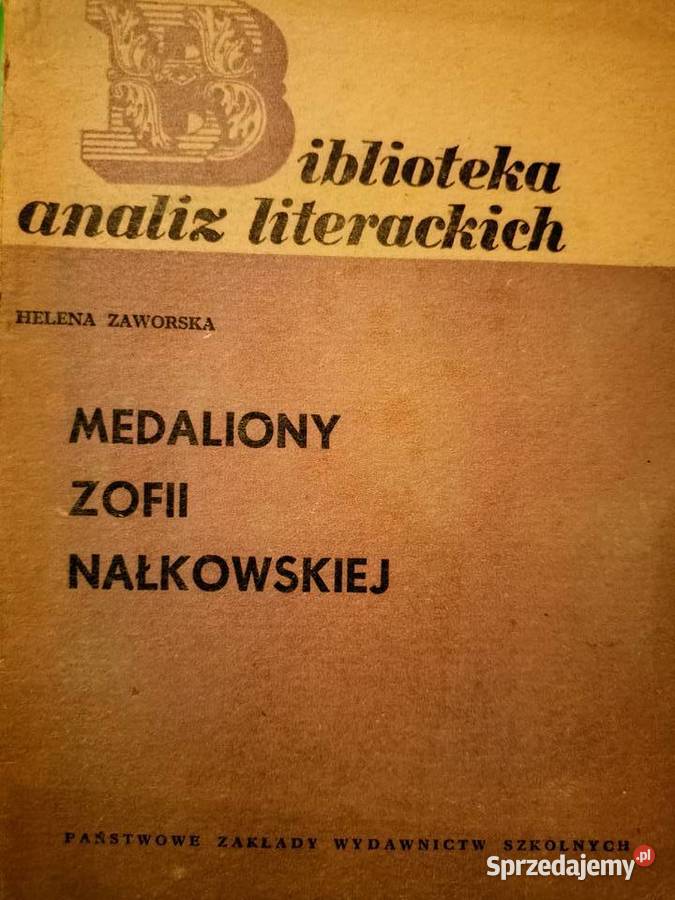 Biblioteka
analiz literackich
HELENA ZAWORSKA
MEDALIONY
ZOFII
NAŁKOWSKIEJ
PAŃSTWOWE ZAKŁADY WYDAWNICTW SZKOLNYCH
Sprzedajemy.pl